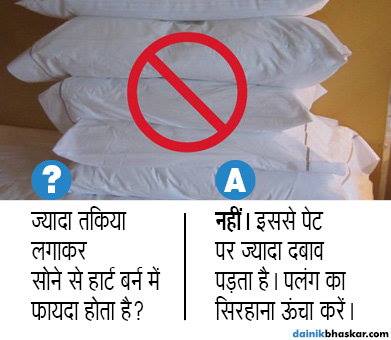 ?
ज्यादा तकिया
लगाकर
सोने से हार्ट बर्न में
फायदा होता है?
A
नहीं। इससे पेट
पर ज्यादा दबाव
पड़ता है। पलंग का
सिरहाना ऊंचा करें।
dainikbhaskar.com